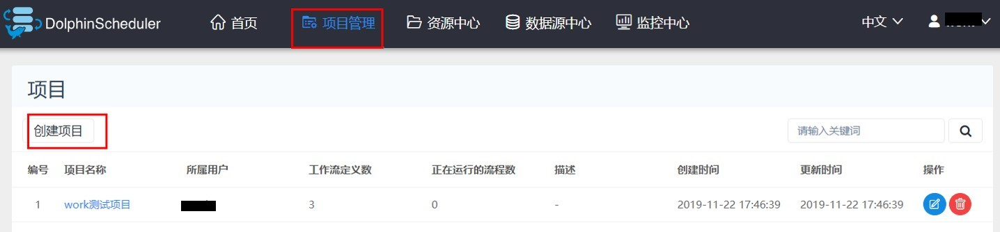 DolphinScheduler 首页 项目管理 资源中心 数据源中心 监控中心 中文
项目
创建项目 请输入关键词
编号 项目名称 所属用户 工作流定义数 正在运行的流程数 描述 创建时间 更新时间 操作
1 work测试项目 3 0 - 2019-11-22 17:46:39 2019-11-22 17:46:39